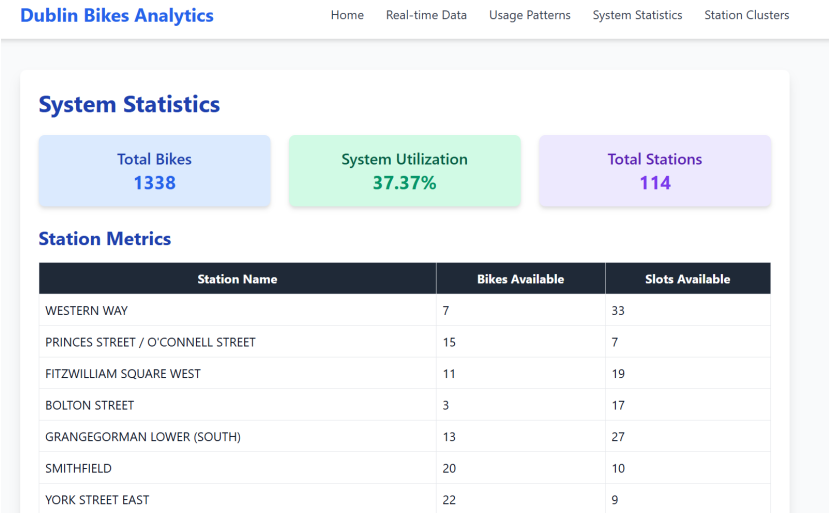 Dublin Bikes Analytics Home Real-time Data Usage Patterns System Statistics Station Clusters
System Statistics
Total Bikes System Utilization Total Stations
1338 37.37% 114
Station Metrics
Station Name Bikes Available Slots Available
WESTERN WAY 7 33
PRINCES STREET / O'CONNELL STREET 15 7
FITZWILLIAM SQUARE WEST 11 19
BOLTON STREET 3 17
GRANGEGORMAN LOWER (SOUTH) 13 27
SMITHFIELD 20 10
YORK STREET EAST 22 9